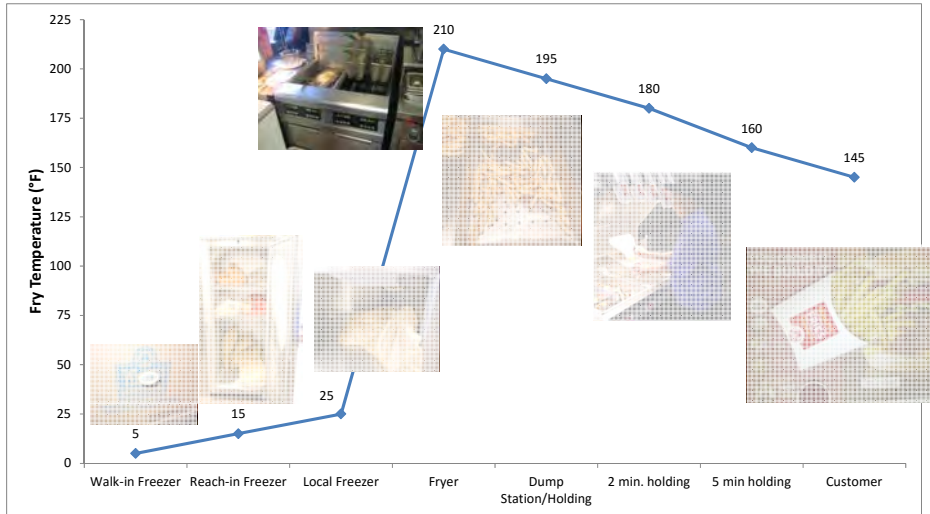 225
200
175
150
125
100
75
50
25
0
Fry Temperature (°F)
5
15
25
210
195
180
160
145
Walk-in Freezer
Reach-in Freezer
Local Freezer
Fryer
Dump
Station/Holding
2 min. holding
5 min holding
Customer